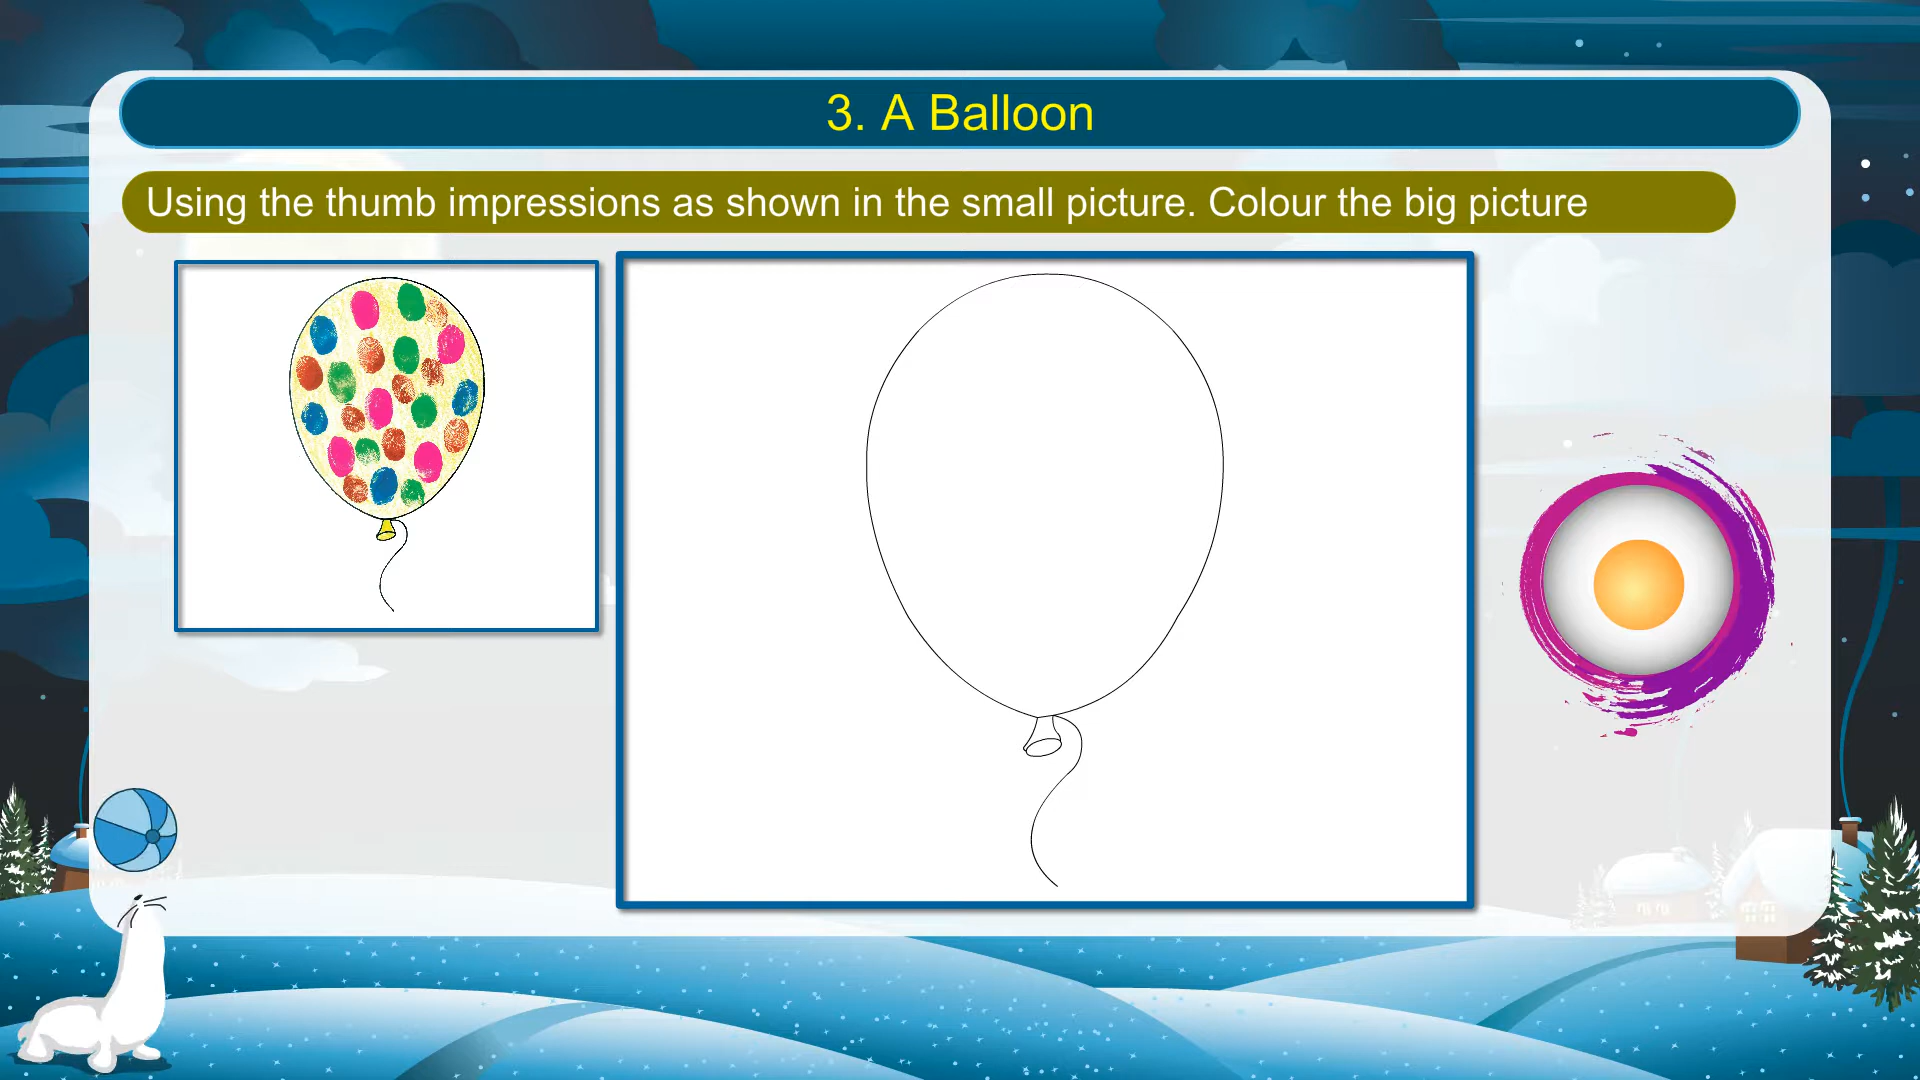 3. A Balloon
Using the thumb impressions as shown in the small picture. Colour the big picture